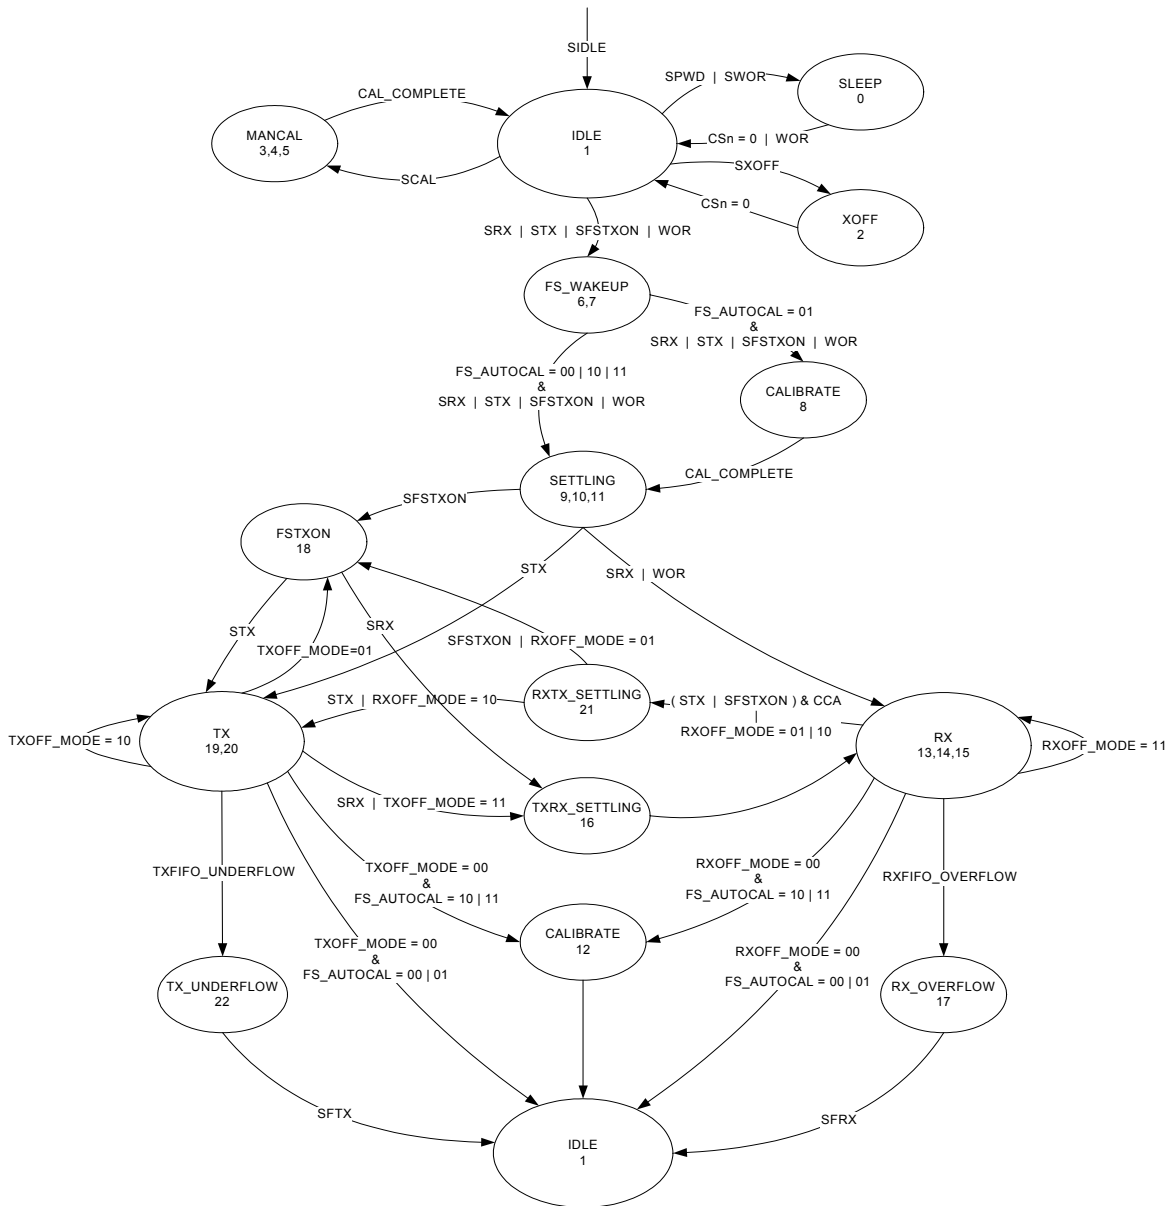 SIDLE
SPWD | SWOR
SLEEP
0
CAL_COMPLETE
MANCAL
3,4,5
IDLE
1
CSn = 0 | WOR
SCAL
SXOFF
CSn = 0
XOFF
2
SRX | STX | SFSTXON | WOR
FS_WAKEUP
6,7
FS_AUTOCAL = 01
&
SRX | STX | SFSTXON | WOR
FS_AUTOCAL = 00 | 10 | 11
&
SRX | STX | SFSTXON | WOR
CALIBRATE
8
CAL_COMPLETE
SETTLING
9,10,11
SFSTXON
FSTXON
18
STX
SRX | WOR
STX
SRX
TXOFF_MODE=01
SFSTXON | RXOFF_MODE = 01
STX | RXOFF_MODE = 10
RXTX_SETTLING
21
( STX | SFSTXON ) & CCA
|
RXOFF_MODE = 01 | 10
TXOFF_MODE = 10
TX
19,20
RX
13,14,15
RXOFF_MODE = 11
SRX | TXOFF_MODE = 11
TXRX_SETTLING
16
TXFIFO_UNDERFLOW
TXOFF_MODE = 00
&
FS_AUTOCAL = 10 | 11
RXOFF_MODE = 00
&
FS_AUTOCAL = 10 | 11
RXFIFO_OVERFLOW
CALIBRATE
12
TXOFF_MODE = 00
&
FS_AUTOCAL = 00 | 01
RXOFF_MODE = 00
&
FS_AUTOCAL = 00 | 01
TX_UNDERFLOW
22
RX_OVERFLOW
17
SFTX
SFRX
IDLE
1